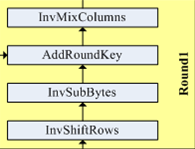 InvMixColumns
AddRoundKey
InvSubBytes
InvShiftRows
Round1